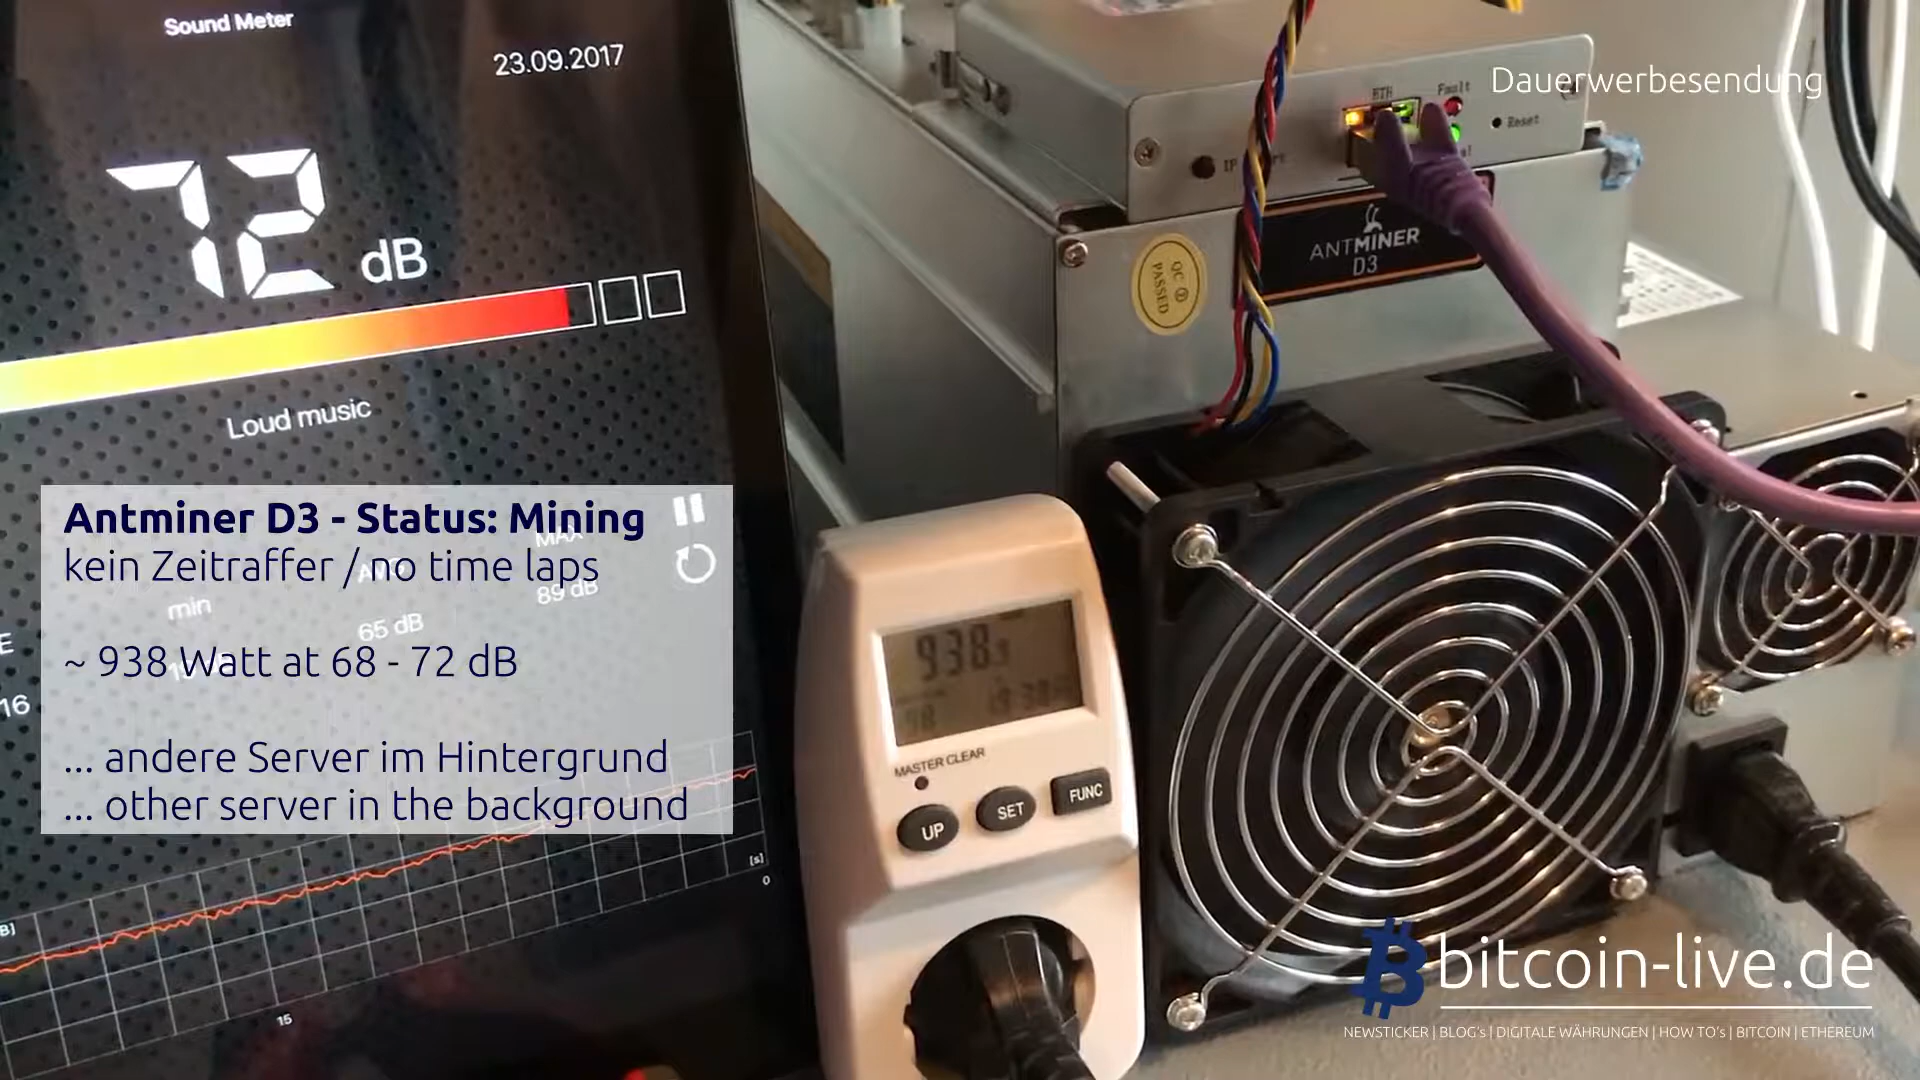 Sound Meter
23.09.2017
Dauerwerbesendung
72 dB
Loud music
ETH
Fault
Reset
ANTMINER
D3
QC PASSED
Antminer D3 - Status: Mining
kein Zeitraffer / no time laps
MAX
89 dB
min
65 dB
~ 938 Watt at 68 - 72 dB
16
... andere Server im Hintergrund
... other server in the background
938
MASTER CLEAR
UP
SET
FUNC
[s]
0
15
bitcoin-live.de
NEWSTICKER | BLOG's | DIGITALE WÄHRUNGEN | HOW TO's | BITCOIN | ETHEREUM